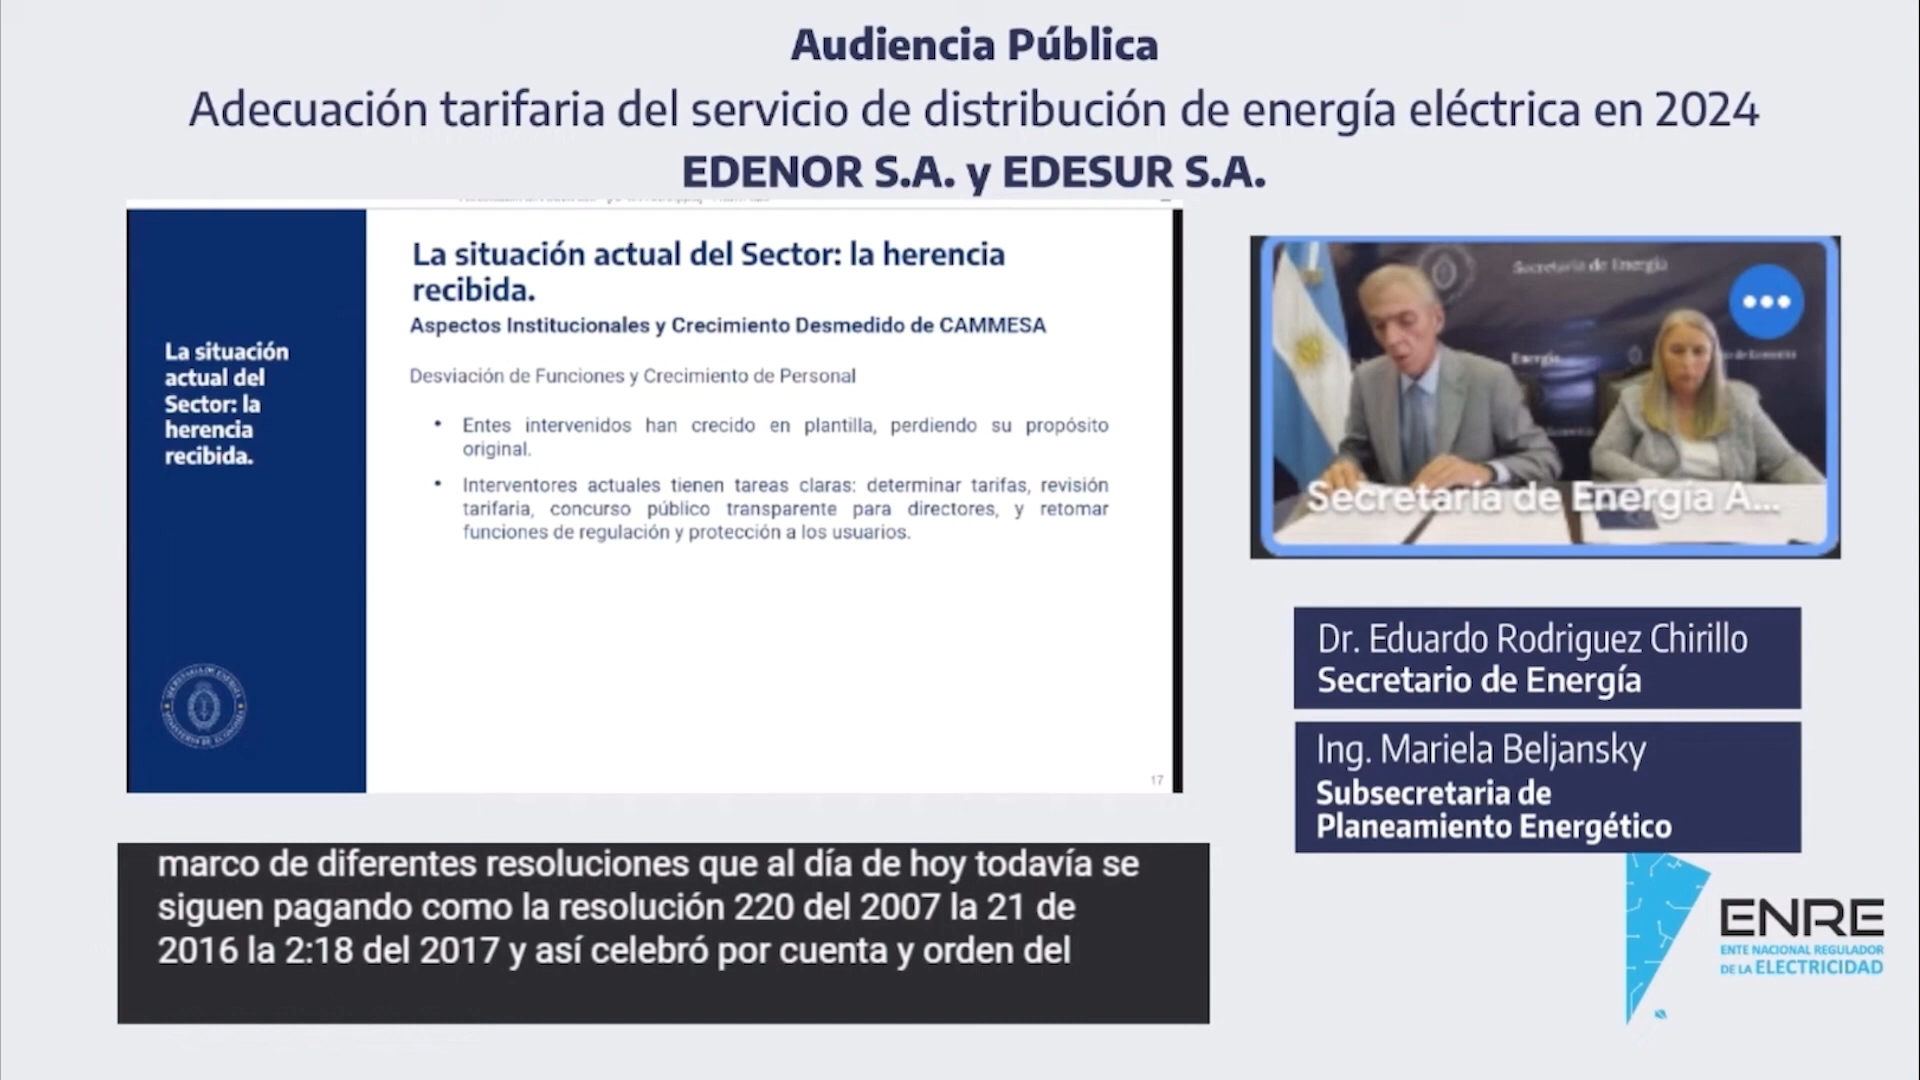 Audiencia Pública
Adecuación tarifaria del servicio de distribución de energía eléctrica en 2024
EDENOR S.A. y EDESUR S.A.
La situación
actual del
Sector: la
herencia
recibida.
La situación actual del Sector: la herencia
recibida.
Aspectos Institucionales y Crecimiento Desmedido de CAMMESA
Desviación de Funciones y Crecimiento de Personal
• Entes intervenidos han crecido en plantilla, perdiendo su propósito
original.
• Interventores actuales tienen tareas claras: determinar tarifas, revisión
tarifaria, concurso público transparente para directores, y retomar
funciones de regulación y protección a los usuarios.
17
Secretaría de Energía
Energía
Secretaría de Energía A...
Dr. Eduardo Rodriguez Chirillo
Secretario de Energía
Ing. Mariela Beljansky
Subsecretaria de
Planeamiento Energético
marco de diferentes resoluciones que al día de hoy todavía se
siguen pagando como la resolución 220 del 2007 la 21 de
2016 la 2:18 del 2017 y así celebró por cuenta y orden del
ENRE
ENTE NACIONAL REGULADOR
DE LA ELECTRICIDAD